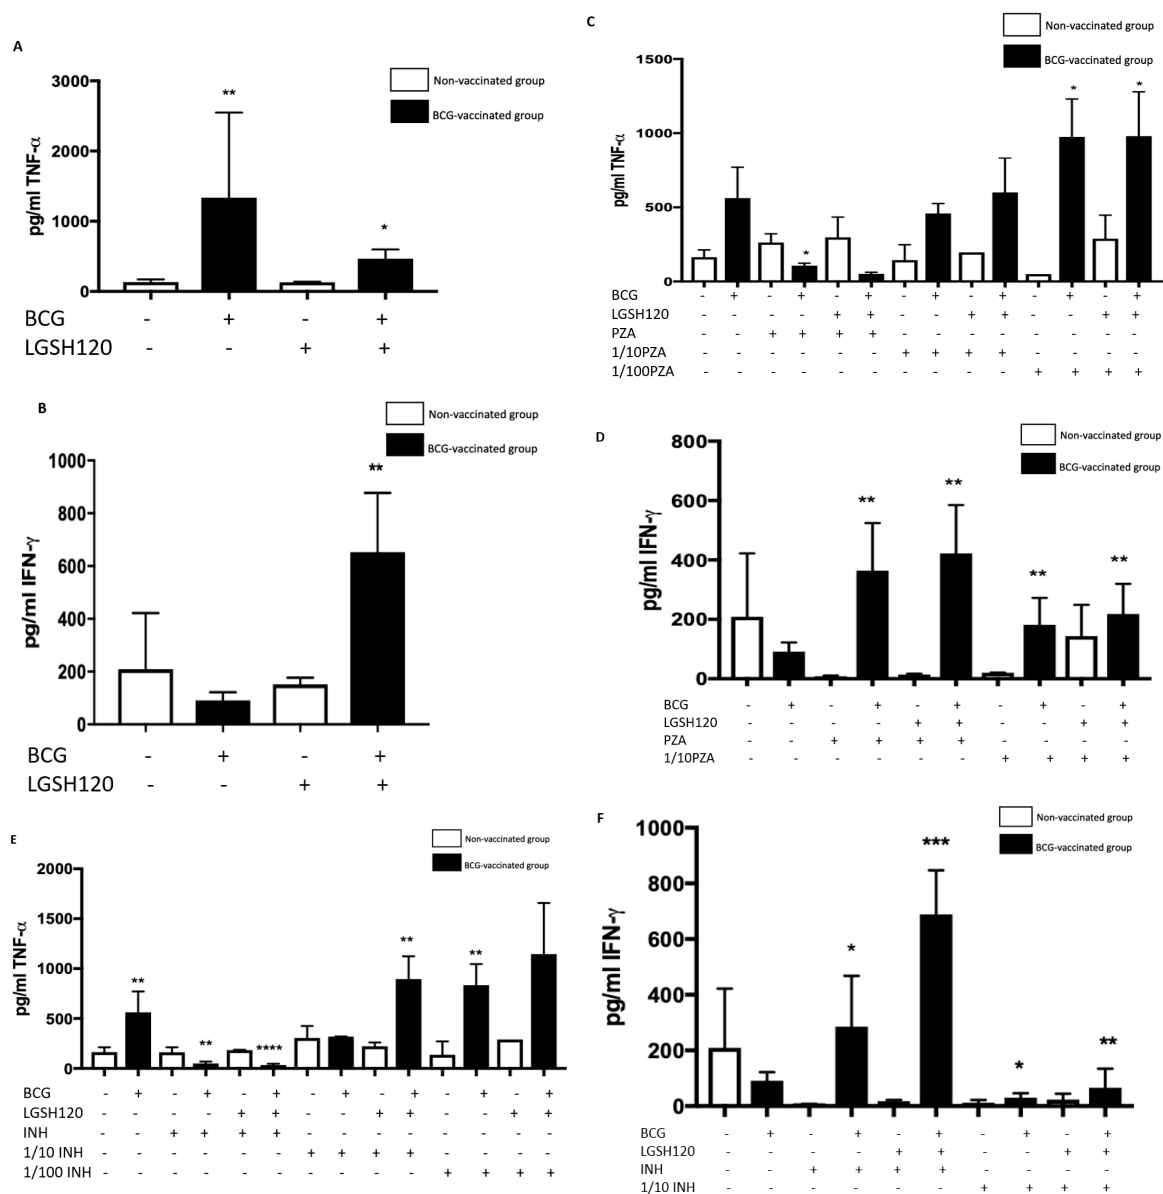 A
Non-vaccinated group
BCG-vaccinated group
pg/ml TNF-α
3000
2000
1000
0
**
*
BCG - + - +
LGSH120 - - + +
B
Non-vaccinated group
BCG-vaccinated group
pg/ml IFN-γ
1000
800
600
400
200
0
**
BCG - + - +
LGSH120 - - + +
C
Non-vaccinated group
BCG-vaccinated group
pg/ml TNF-α
1500
1000
500
0
* * *
BCG - + - + - + - + - + - + - +
LGSH120 - - - - + + - - + + - - + +
PZA - - + + + + - - - - - - - -
1/10PZA - - - - - - + + + + - - - -
1/100PZA - - - - - - - - - - + + + +
D
Non-vaccinated group
BCG-vaccinated group
pg/ml IFN-γ
800
600
400
200
0
** ** ** **
BCG - + - + - + - + - +
LGSH120 - - - - + + - - + +
PZA - - + + + + - - - -
1/10PZA - - - - - - + + + +
E
Non-vaccinated group
BCG-vaccinated group
pg/ml TNF-α
2000
1500
1000
500
0
** ** **** ** **
BCG - + - + - + - + - + - + - +
LGSH120 - - - - + + - - + + - - + +
INH - - + + + + - - - - - - - -
1/10 INH - - - - - - + + + + - - - -
1/100 INH - - - - - - - - - - + + + +
F
Non-vaccinated group
BCG-vaccinated group
pg/ml IFN-γ
1000
800
600
400
200
0
* *** * **
BCG - + - + - + - + - +
LGSH120 - - - - + + - - + +
INH - - + + + + - - - -
1/10 INH - - - - - - + + + +